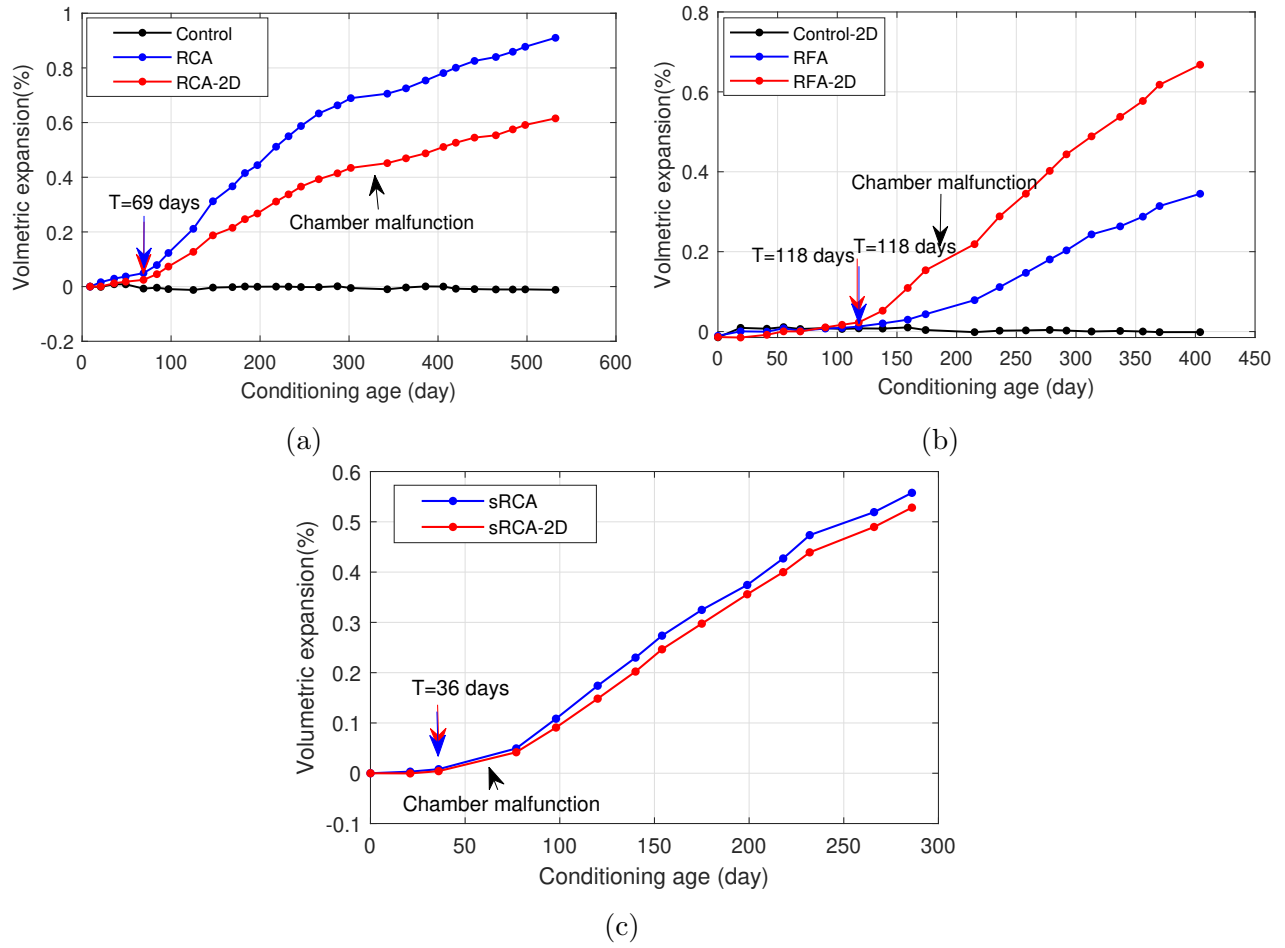 Volmetric expansion(%)
1
0.8
0.6
0.4
0.2
0
-0.2
Control
RCA
RCA-2D
T=69 days
Chamber malfunction
0 100 200 300 400 500 600
Conditioning age (day)
(a)
Volmetric expansion(%)
0.8
0.6
0.4
0.2
0
Control-2D
RFA
RFA-2D
Chamber malfunction
T=118 days
T=118 days
0 50 100 150 200 250 300 350 400 450
Conditioning age (day)
(b)
Volumetric expansion(%)
0.6
0.5
0.4
0.3
0.2
0.1
0
-0.1
sRCA
sRCA-2D
T=36 days
Chamber malfunction
0 50 100 150 200 250 300
Conditioning age (day)
(c)